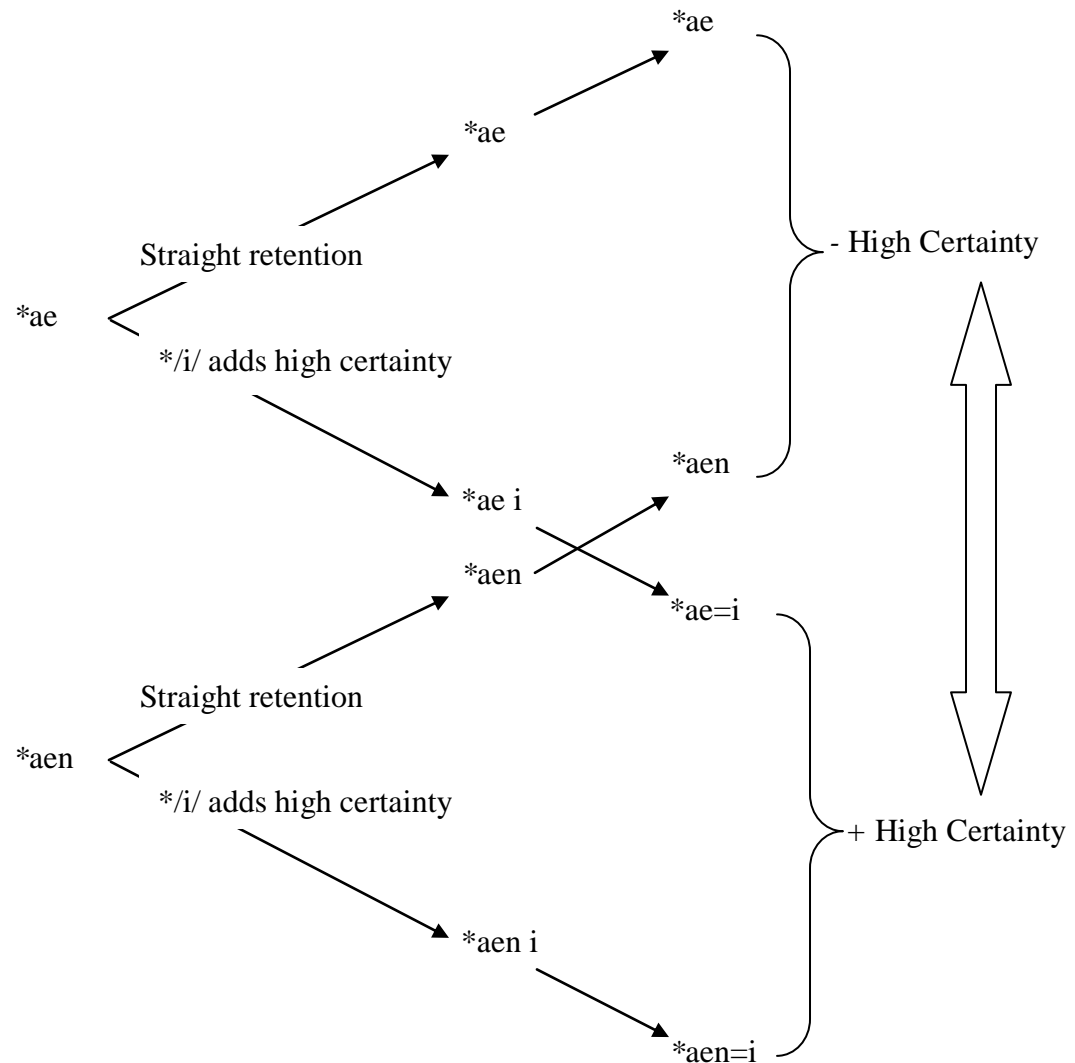 *ae
*ae
- High Certainty
Straight retention
*ae
*/i/ adds high certainty
*aen
*ae i
*aen
*ae=i
Straight retention
*aen
*/i/ adds high certainty
+ High Certainty
*aen i
*aen=i